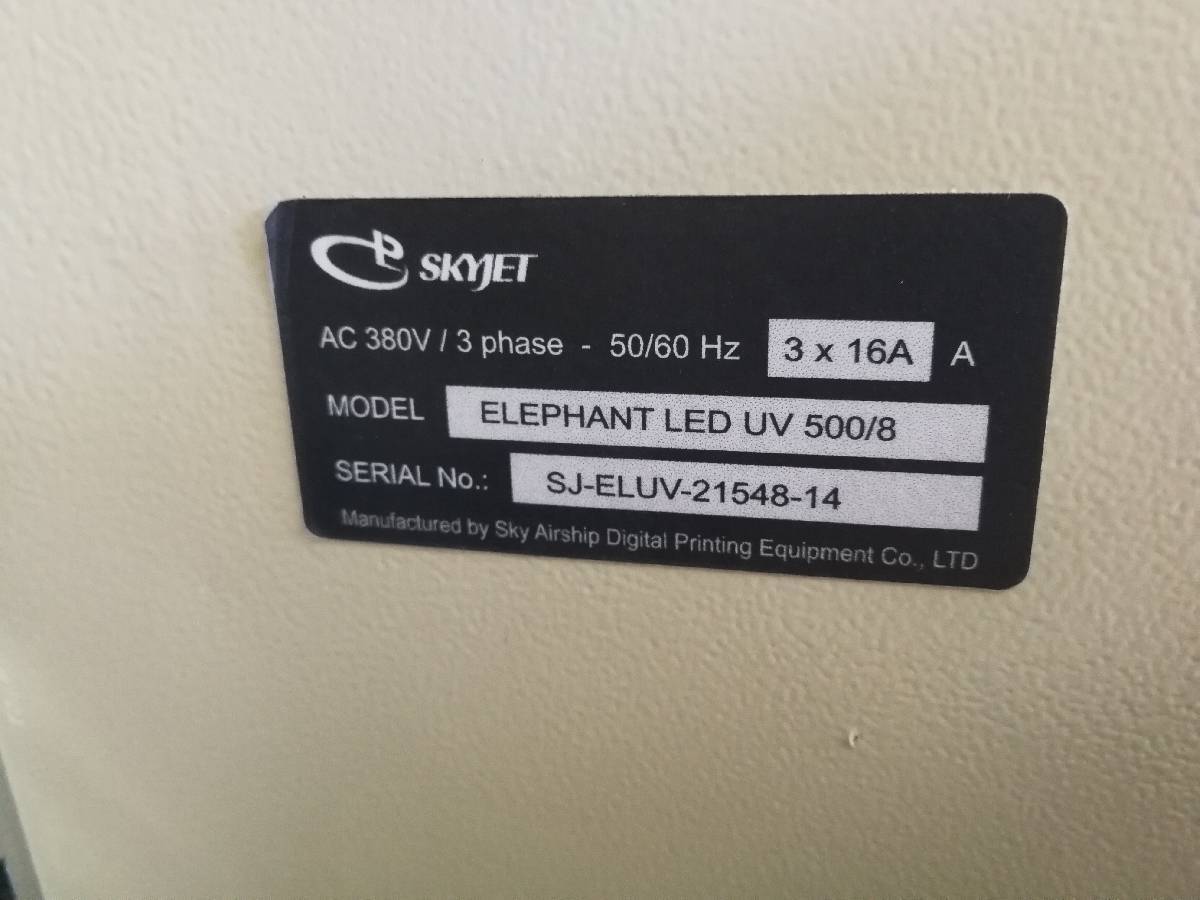 SKYJET
AC 380V / 3 phase - 50/60 Hz 3 x 16A A
MODEL ELEPHANT LED UV 500/8
SERIAL No.: SJ-ELUV-21548-14
Manufactured by Sky Airship Digital Printing Equipment Co., LTD